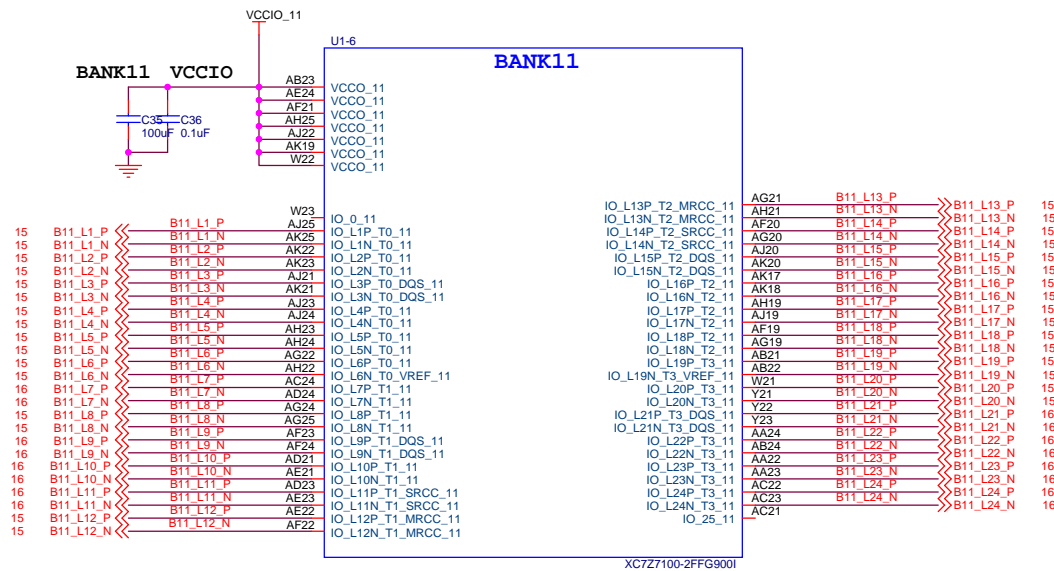 VCCIO_11
U1-6
BANK11
BANK11 VCCIO
C35
100uF
C36
0.1uF
AB23 VCCO_11
AE24 VCCO_11
AF21 VCCO_11
AH25 VCCO_11
AJ22 VCCO_11
AK19 VCCO_11
W22 VCCO_11
W23 IO_0_11
15 B11_L1_P B11_L1_P AJ25 IO_L1P_T0_11
15 B11_L1_N B11_L1_N AK25 IO_L1N_T0_11
15 B11_L2_P B11_L2_P AK22 IO_L2P_T0_11
15 B11_L2_N B11_L2_N AK23 IO_L2N_T0_11
15 B11_L3_P B11_L3_P AJ21 IO_L3P_T0_DQS_11
15 B11_L3_N B11_L3_N AK21 IO_L3N_T0_DQS_11
15 B11_L4_P B11_L4_P AJ23 IO_L4P_T0_11
15 B11_L4_N B11_L4_N AJ24 IO_L4N_T0_11
15 B11_L5_P B11_L5_P AH23 IO_L5P_T0_11
15 B11_L5_N B11_L5_N AH24 IO_L5N_T0_11
15 B11_L6_P B11_L6_P AG22 IO_L6P_T0_11
15 B11_L6_N B11_L6_N AH22 IO_L6N_T0_VREF_11
16 B11_L7_P B11_L7_P AC24 IO_L7P_T1_11
16 B11_L7_N B11_L7_N AD24 IO_L7N_T1_11
15 B11_L8_P B11_L8_P AG24 IO_L8P_T1_11
15 B11_L8_N B11_L8_N AG25 IO_L8N_T1_11
16 B11_L9_P B11_L9_P AF23 IO_L9P_T1_DQS_11
16 B11_L9_N B11_L9_N AF24 IO_L9N_T1_DQS_11
16 B11_L10_P B11_L10_P AD21 IO_L10P_T1_11
16 B11_L10_N B11_L10_N AE21 IO_L10N_T1_11
16 B11_L11_P B11_L11_P AD23 IO_L11P_T1_SRCC_11
16 B11_L11_N B11_L11_N AE23 IO_L11N_T1_SRCC_11
15 B11_L12_P B11_L12_P AE22 IO_L12P_T1_MRCC_11
15 B11_L12_N B11_L12_N AF22 IO_L12N_T1_MRCC_11
IO_L13P_T2_MRCC_11 AG21 B11_L13_P B11_L13_P 15
IO_L13N_T2_MRCC_11 AH21 B11_L13_N B11_L13_N 15
IO_L14P_T2_SRCC_11 AF20 B11_L14_P B11_L14_P 15
IO_L14N_T2_SRCC_11 AG20 B11_L14_N B11_L14_N 15
IO_L15P_T2_DQS_11 AJ20 B11_L15_P B11_L15_P 15
IO_L15N_T2_DQS_11 AK20 B11_L15_N B11_L15_N 15
IO_L16P_T2_11 AK17 B11_L16_P B11_L16_P 15
IO_L16N_T2_11 AK18 B11_L16_N B11_L16_N 15
IO_L17P_T2_11 AH19 B11_L17_P B11_L17_P 15
IO_L17N_T2_11 AJ19 B11_L17_N B11_L17_N 15
IO_L18P_T2_11 AF19 B11_L18_P B11_L18_P 15
IO_L18N_T2_11 AG19 B11_L18_N B11_L18_N 15
IO_L19P_T3_11 AB21 B11_L19_P B11_L19_P 15
IO_L19N_T3_VREF_11 AB22 B11_L19_N B11_L19_N 15
IO_L20P_T3_11 W21 B11_L20_P B11_L20_P 15
IO_L20N_T3_11 Y21 B11_L20_N B11_L20_N 15
IO_L21P_T3_DQS_11 Y22 B11_L21_P B11_L21_P 16
IO_L21N_T3_DQS_11 Y23 B11_L21_N B11_L21_N 16
IO_L22P_T3_11 AA24 B11_L22_P B11_L22_P 16
IO_L22N_T3_11 AB24 B11_L22_N B11_L22_N 16
IO_L23P_T3_11 AA22 B11_L23_P B11_L23_P 16
IO_L23N_T3_11 AA23 B11_L23_N B11_L23_N 16
IO_L24P_T3_11 AC22 B11_L24_P B11_L24_P 16
IO_L24N_T3_11 AC23 B11_L24_N B11_L24_N 16
IO_25_11 AC21
XC7Z7100-2FFG900I